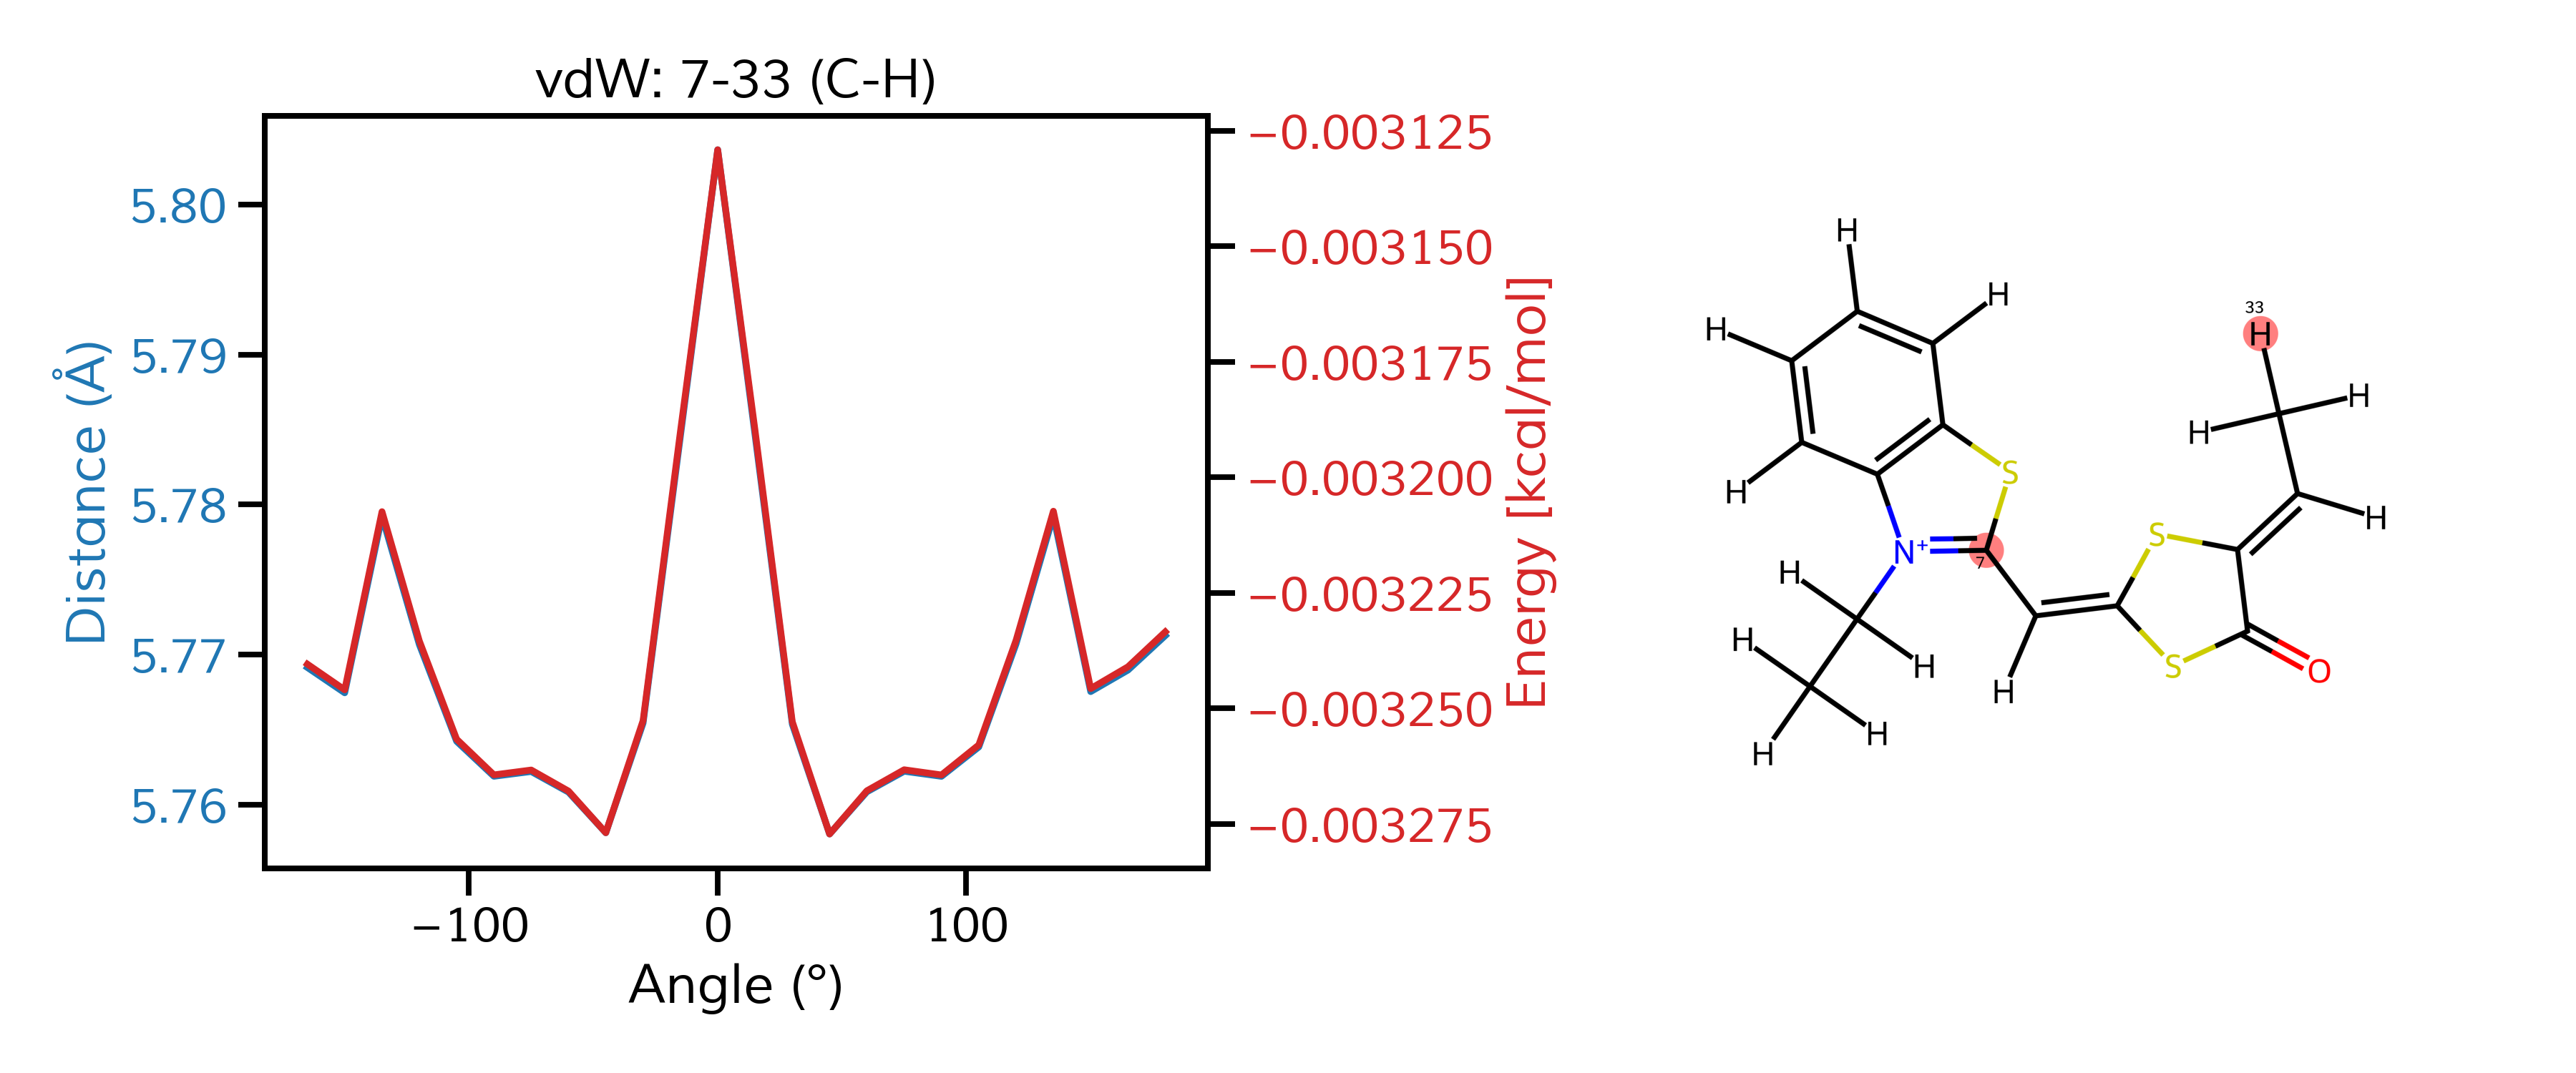 vdW: 7-33 (C-H)
Distance (Å)
5.80
5.79
5.78
5.77
5.76
−100
0
100
Angle (°)
−0.003125
−0.003150
−0.003175
−0.003200
−0.003225
−0.003250
−0.003275
Energy [kcal/mol]
H
H
H
H
S
N+
7
H
H
H
H
H
H
33
H
H
H
H
S
S
O